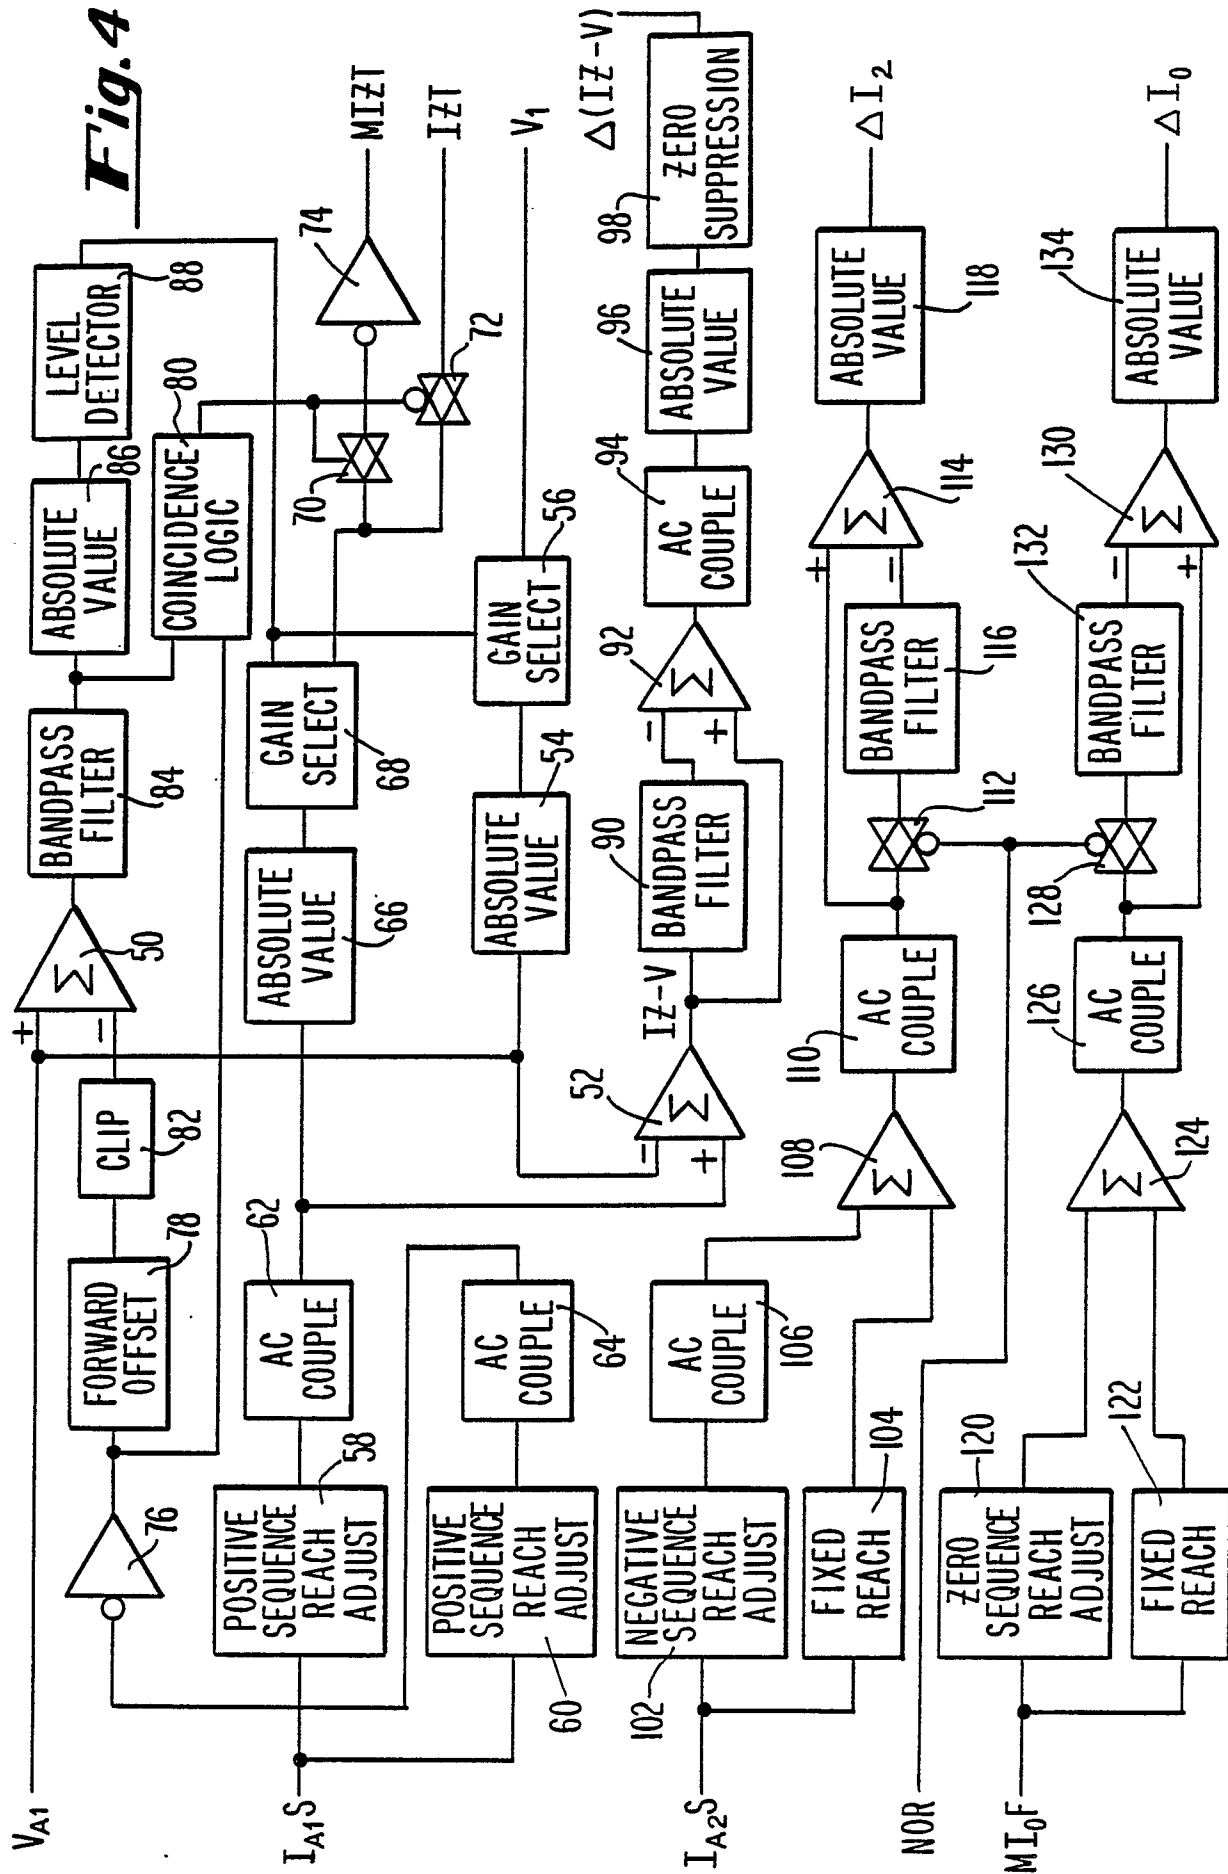 Fig. 4
V_A1
+
−
Σ
50
BANDPASS
FILTER
84
ABSOLUTE
VALUE
86
LEVEL
DETECTOR
88
76
FORWARD
OFFSET
78
CLIP
82
COINCIDENCE
LOGIC
80
I_A1S
POSITIVE
SEQUENCE
REACH
ADJUST
58
AC
COUPLE
62
ABSOLUTE
VALUE
66
GAIN
SELECT
68
70
72
74
MIZT
IZT
POSITIVE
SEQUENCE
REACH
ADJUST
60
AC
COUPLE
64
ABSOLUTE
VALUE
54
GAIN
SELECT
56
V_1
−
+
Σ
52
IZ-V
BANDPASS
FILTER
90
−
+
Σ
92
AC
COUPLE
94
ABSOLUTE
VALUE
96
ZERO
SUPPRESSION
98
Δ(IZ-V)
I_A2S
NEGATIVE
SEQUENCE
REACH
ADJUST
102
AC
COUPLE
106
FIXED
REACH
104
Σ
108
AC
COUPLE
110
112
BANDPASS
FILTER
116
+
−
Σ
114
ABSOLUTE
VALUE
118
ΔI_2
NOR
MI_0F
ZERO
SEQUENCE
REACH
ADJUST
120
FIXED
REACH
122
Σ
124
AC
COUPLE
126
128
BANDPASS
FILTER
132
−
+
Σ
130
ABSOLUTE
VALUE
134
ΔI_0